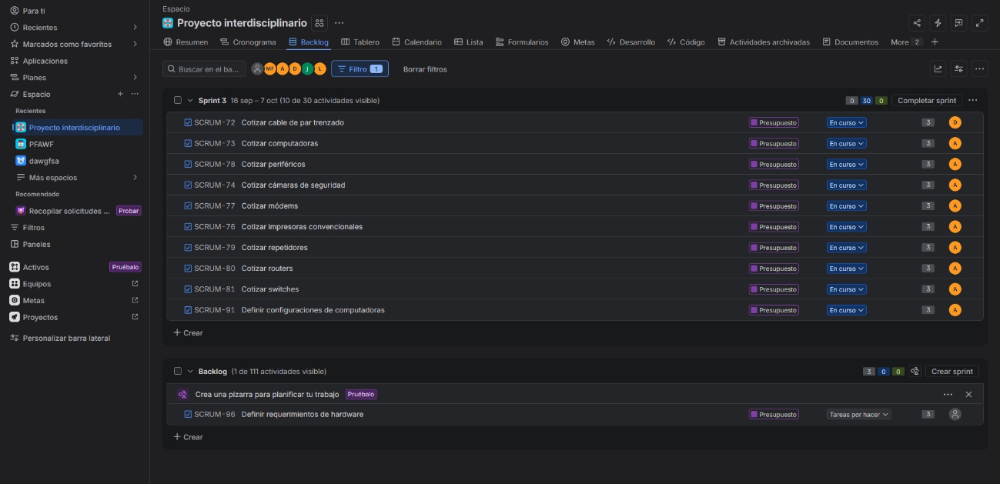 Para ti
Recientes
Marcados como favoritos
Aplicaciones
Planes
Espacio
Recientes
Proyecto interdisciplinario
PFAWF
dawgfsa
Más espacios
Recomendado
Recopilar solicitudes ... Probar
Filtros
Paneles
Activos Pruébalo
Equipos
Metas
Proyectos
Personalizar barra lateral
Espacio
Proyecto interdisciplinario
Resumen Cronograma Backlog Tablero Calendario Lista Formularios Metas Desarrollo Código Actividades archivadas Documentos More 2
Buscar en el ba... MF A D J L Filtro 1 Borrar filtros
Sprint 3 16 sep – 7 oct (10 de 30 actividades visible) 0 30 0 Completar sprint
SCRUM-72 Cotizar cable de par trenzado Presupuesto En curso 3 D
SCRUM-73 Cotizar computadoras Presupuesto En curso 3 A
SCRUM-78 Cotizar periféricos Presupuesto En curso 3 A
SCRUM-74 Cotizar cámaras de seguridad Presupuesto En curso 3 A
SCRUM-77 Cotizar módems Presupuesto En curso 3 A
SCRUM-76 Cotizar impresoras convencionales Presupuesto En curso 3 A
SCRUM-79 Cotizar repetidores Presupuesto En curso 3 A
SCRUM-80 Cotizar routers Presupuesto En curso 3 A
SCRUM-81 Cotizar switches Presupuesto En curso 3 A
SCRUM-91 Definir configuraciones de computadoras Presupuesto En curso 3 A
Crear
Backlog (1 de 111 actividades visible) 3 0 0 Crear sprint
Crea una pizarra para planificar tu trabajo Pruébalo
SCRUM-96 Definir requerimientos de hardware Presupuesto Tareas por hacer 3
Crear